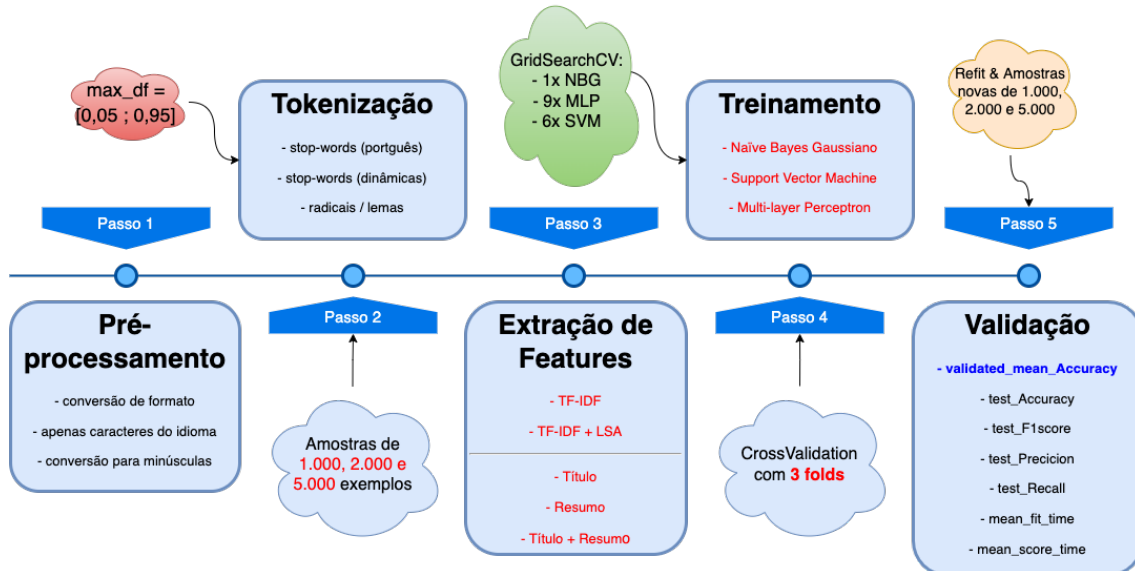 max_df =
[0,05 ; 0,95]
Tokenização
- stop-words (portguês)
- stop-words (dinâmicas)
- radicais / lemas
GridSearchCV:
- 1x NBG
- 9x MLP
- 6x SVM
Treinamento
- Naïve Bayes Gaussiano
- Support Vector Machine
- Multi-layer Perceptron
Refit & Amostras
novas de 1.000,
2.000 e 5.000
Passo 1
Passo 3
Passo 5
Pré-
processamento
- conversão de formato
- apenas caracteres do idioma
- conversão para minúsculas
Passo 2
Amostras de
1.000, 2.000 e
5.000 exemplos
Extração de
Features
- TF-IDF
- TF-IDF + LSA
- Título
- Resumo
- Título + Resumo
Passo 4
CrossValidation
com 3 folds
Validação
- validated_mean_Accuracy
- test_Accuracy
- test_F1score
- test_Precicion
- test_Recall
- mean_fit_time
- mean_score_time